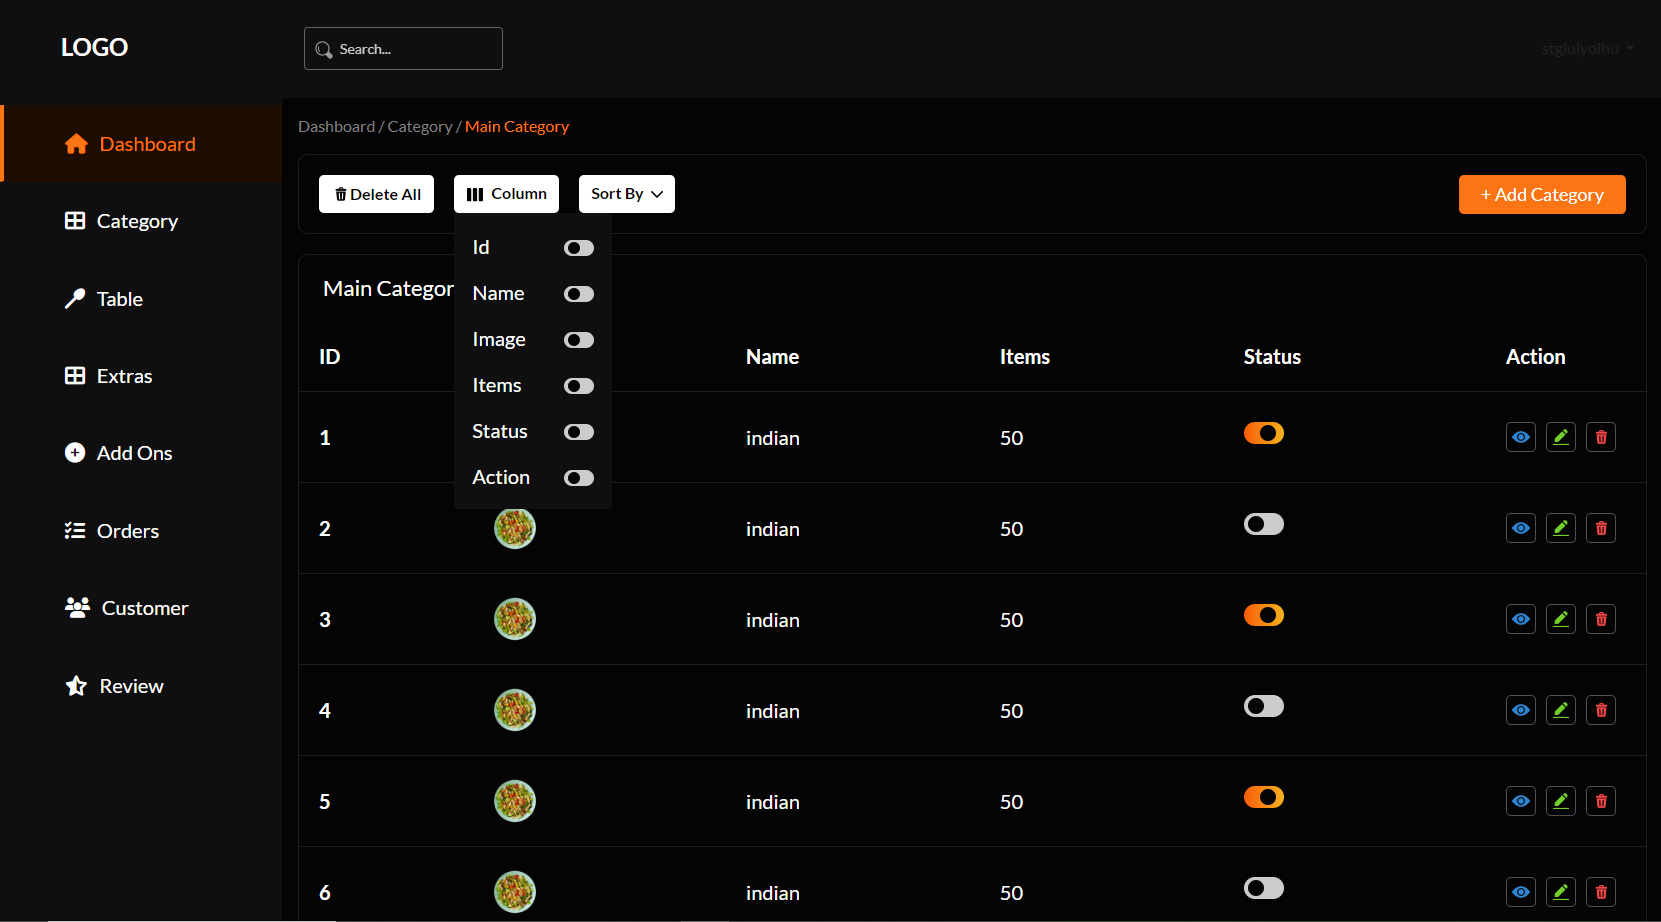 LOGO
Search...
stgiulyoihu
Dashboard
Category
Table
Extras
Add Ons
Orders
Customer
Review
Dashboard / Category / Main Category
Delete All
Column
Sort By
+ Add Category
Id
Name
Image
Items
Status
Action
Main Categor
ID Name Items Status Action
1 indian 50
2 indian 50
3 indian 50
4 indian 50
5 indian 50
6 indian 50